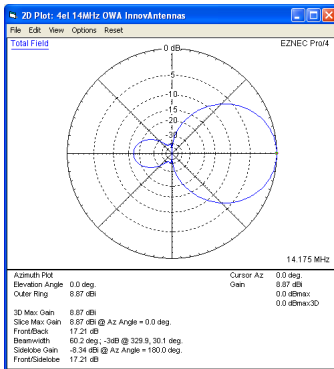 2D Plot: 4el 14MHz OWA InnovAntennas
File Edit View Options Reset
Total Field
EZNEC Pro/4
0 dB
-5
-10
-15
-20
-30
14.175 MHz
Azimuth Plot
Elevation Angle 0.0 deg.
Outer Ring 8.87 dBi
Cursor Az 0.0 deg.
Gain 8.87 dBi
0.0 dBmax
0.0 dBmax3D
3D Max Gain 8.87 dBi
Slice Max Gain 8.87 dBi @ Az Angle = 0.0 deg.
Front/Back 17.21 dB
Beamwidth 60.2 deg.; -3dB @ 329.9, 30.1 deg.
Sidelobe Gain -8.34 dBi @ Az Angle = 180.0 deg.
Front/Sidelobe 17.21 dB